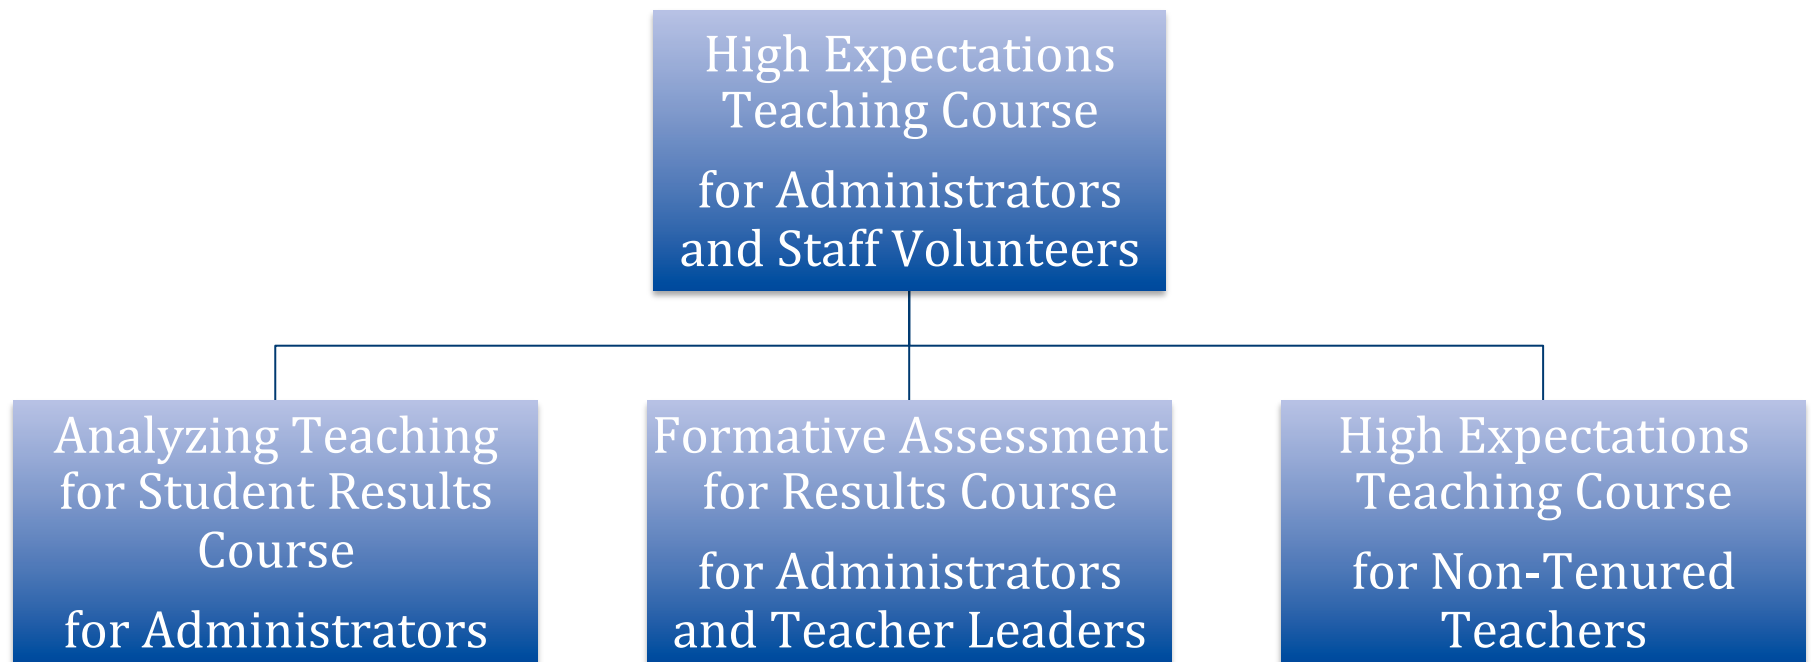 High Expectations
Teaching Course
for Administrators
and Staff Volunteers
Analyzing Teaching
for Student Results
Course
for Administrators
Formative Assessment
for Results Course
for Administrators
and Teacher Leaders
High Expectations
Teaching Course
for Non-Tenured
Teachers